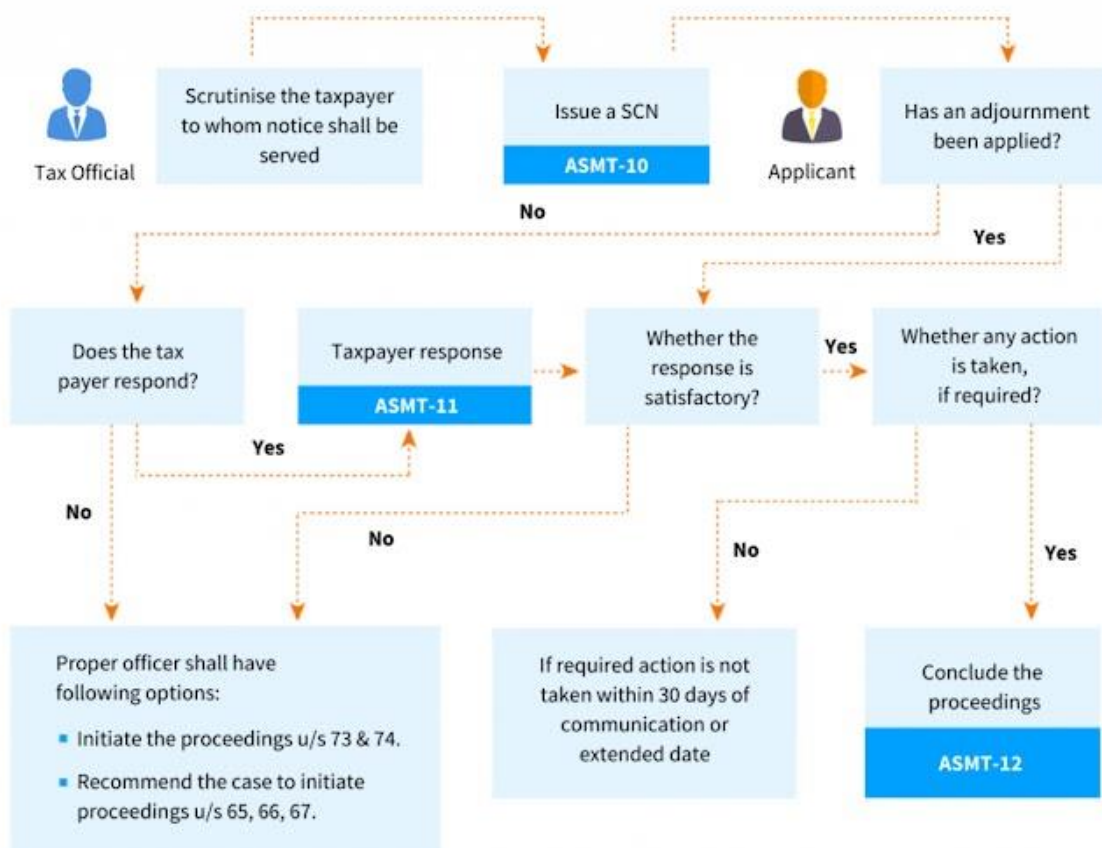 Tax Official
Scrutinise the taxpayer
to whom notice shall be
served
Issue a SCN
ASMT-10
Applicant
Has an adjournment
been applied?
No
Yes
Does the tax
payer respond?
Taxpayer response
ASMT-11
Whether the
response is
satisfactory?
Yes
Whether any action
is taken,
if required?
Yes
No
No
No
Yes
Proper officer shall have
following options:
▪ Initiate the proceedings u/s 73 & 74.
▪ Recommend the case to initiate
proceedings u/s 65, 66, 67.
If required action is not
taken within 30 days of
communication or
extended date
Conclude the
proceedings
ASMT-12